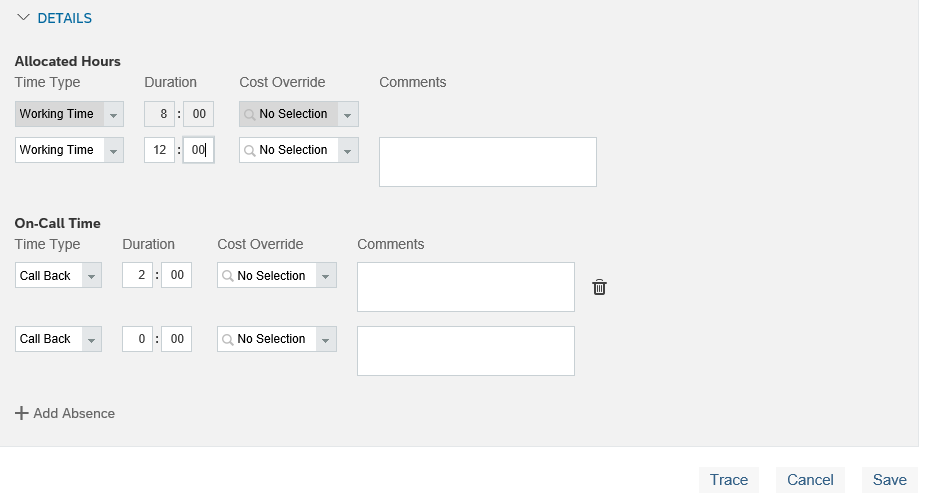 DETAILS
Allocated Hours
Time Type Duration Cost Override Comments
Working Time 8 : 00 No Selection
Working Time 12 : 00 No Selection
On-Call Time
Time Type Duration Cost Override Comments
Call Back 2 : 00 No Selection
Call Back 0 : 00 No Selection
Add Absence
Trace Cancel Save